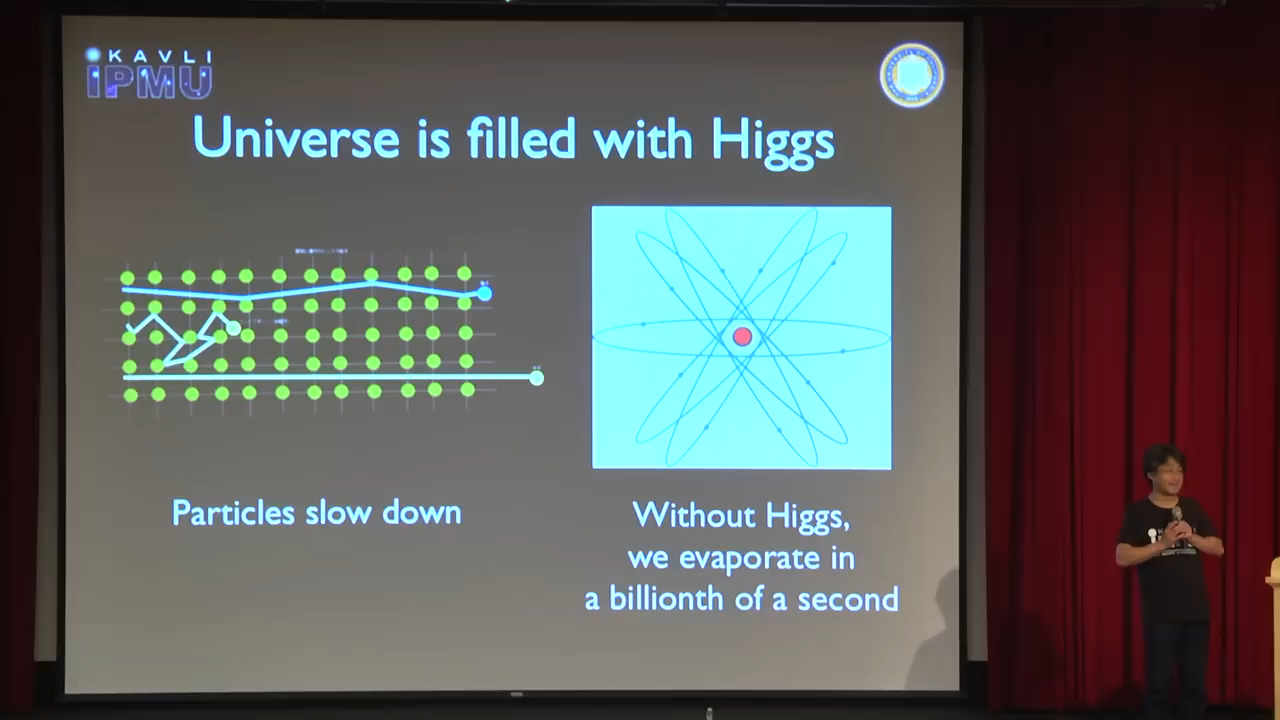 KAVLI
IPMU
Universe is filled with Higgs
Particles slow down
Without Higgs,
we evaporate in
a billionth of a second